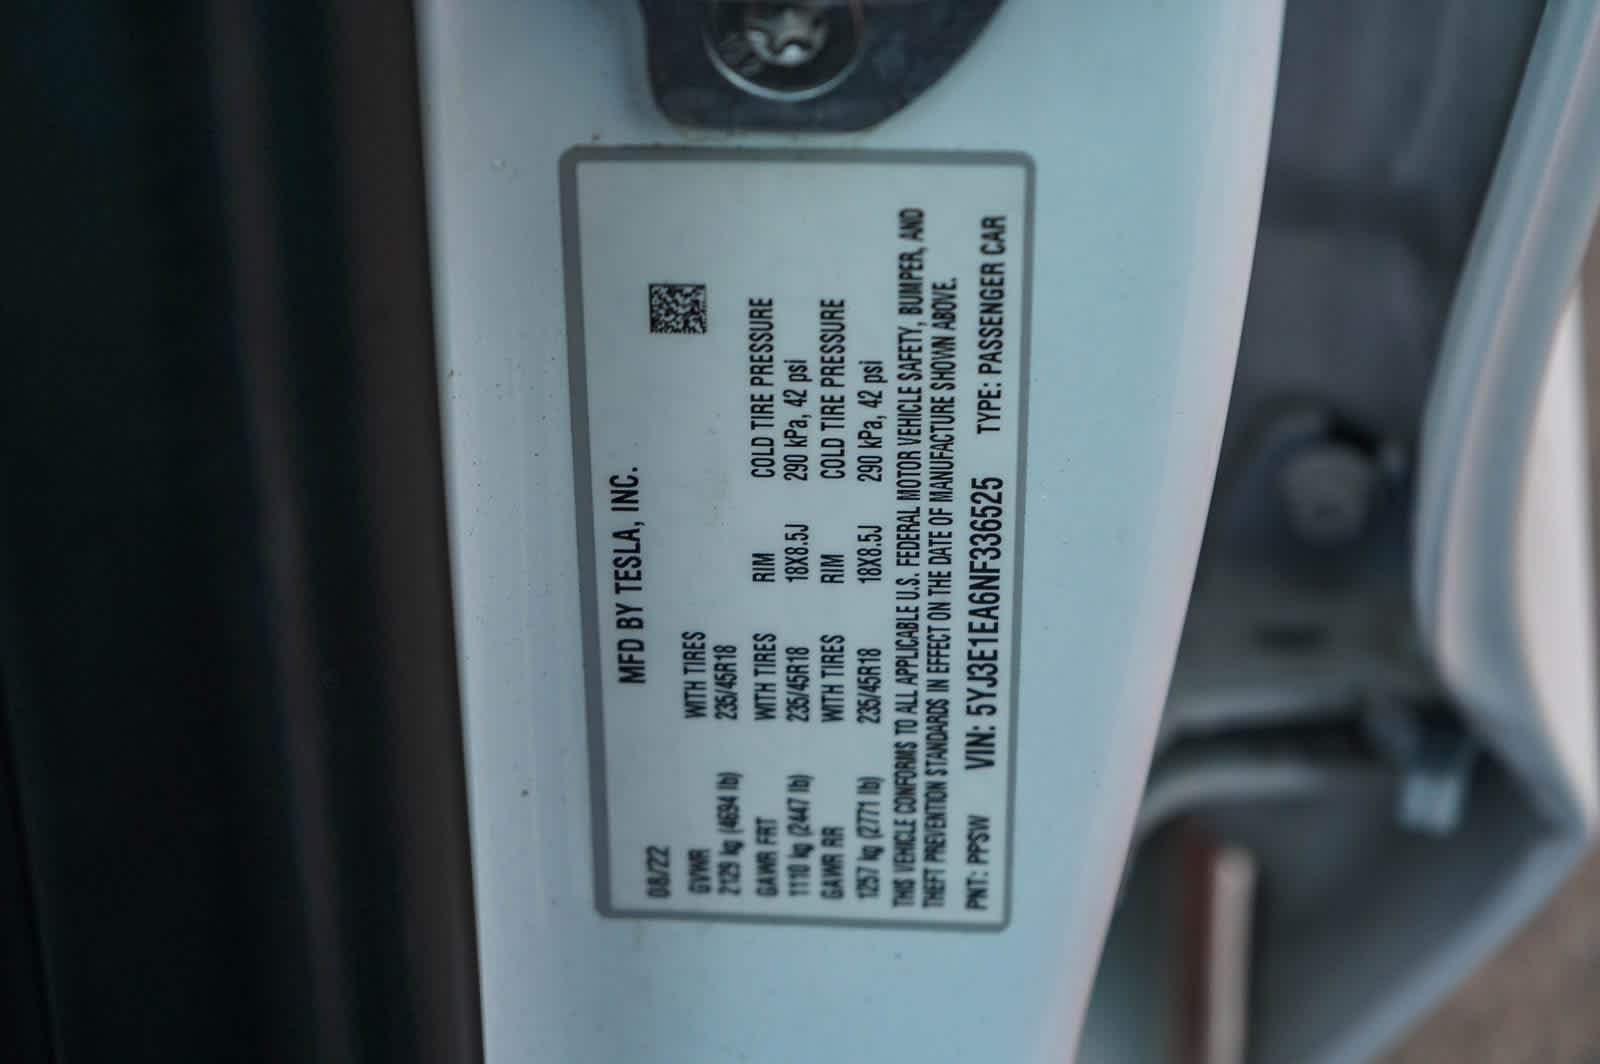 MFD BY TESLA, INC.
08/22
GVWR WITH TIRES
2129 kg (4694 lb) 235/45R18
GAWR FRT WITH TIRES RIM COLD TIRE PRESSURE
1110 kg (2447 lb) 235/45R18 18X8.5J 290 kPa, 42 psi
GAWR RR WITH TIRES RIM COLD TIRE PRESSURE
1257 kg (2771 lb) 235/45R18 18X8.5J 290 kPa, 42 psi
THIS VEHICLE CONFORMS TO ALL APPLICABLE U.S. FEDERAL MOTOR VEHICLE SAFETY, BUMPER, AND
THEFT PREVENTION STANDARDS IN EFFECT ON THE DATE OF MANUFACTURE SHOWN ABOVE.
PNT: PPSW VIN: 5YJ3E1EA6NF336525 TYPE: PASSENGER CAR